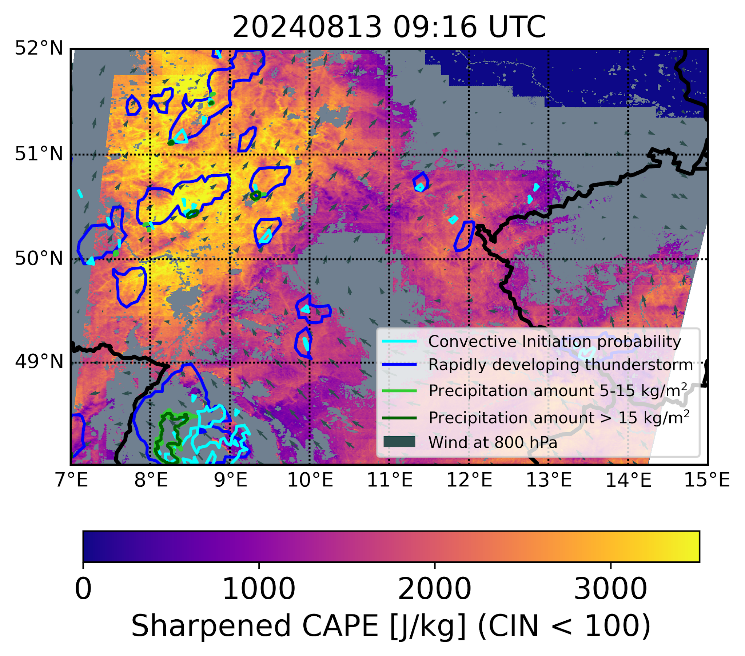 20240813 09:16 UTC
52°N
51°N
50°N
49°N
Convective Initiation probability
Rapidly developing thunderstorm
Precipitation amount 5-15 kg/m²
Precipitation amount > 15 kg/m²
Wind at 800 hPa
7°E 8°E 9°E 10°E 11°E 12°E 13°E 14°E 15°E
0 1000 2000 3000
Sharpened CAPE [J/kg] (CIN < 100)